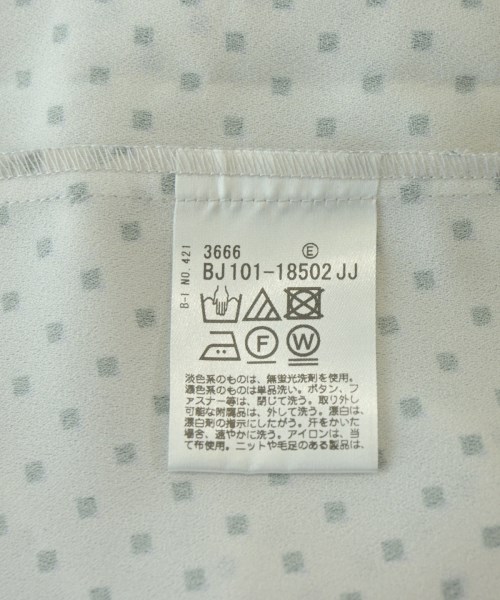 B-I NO. 421
3666 E
BJ101-18502 JJ
F W
淡色系のものは、無蛍光洗剤を使用。
濃色系のものは単品洗い。ボタン、フ
ァスナー等は、閉じて洗う。取り外し
可能な附属品は、外して洗う。漂白は、
漂白剤の指示にしたがう。汗をかいた
場合、速やかに洗う。アイロンは、当
て布使用。ニットや毛足のある製品は、